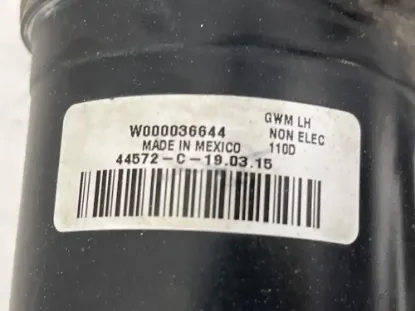 W000036644
MADE IN MEXICO
44572-C-19.03.15
GWM LH
NON ELEC
110D